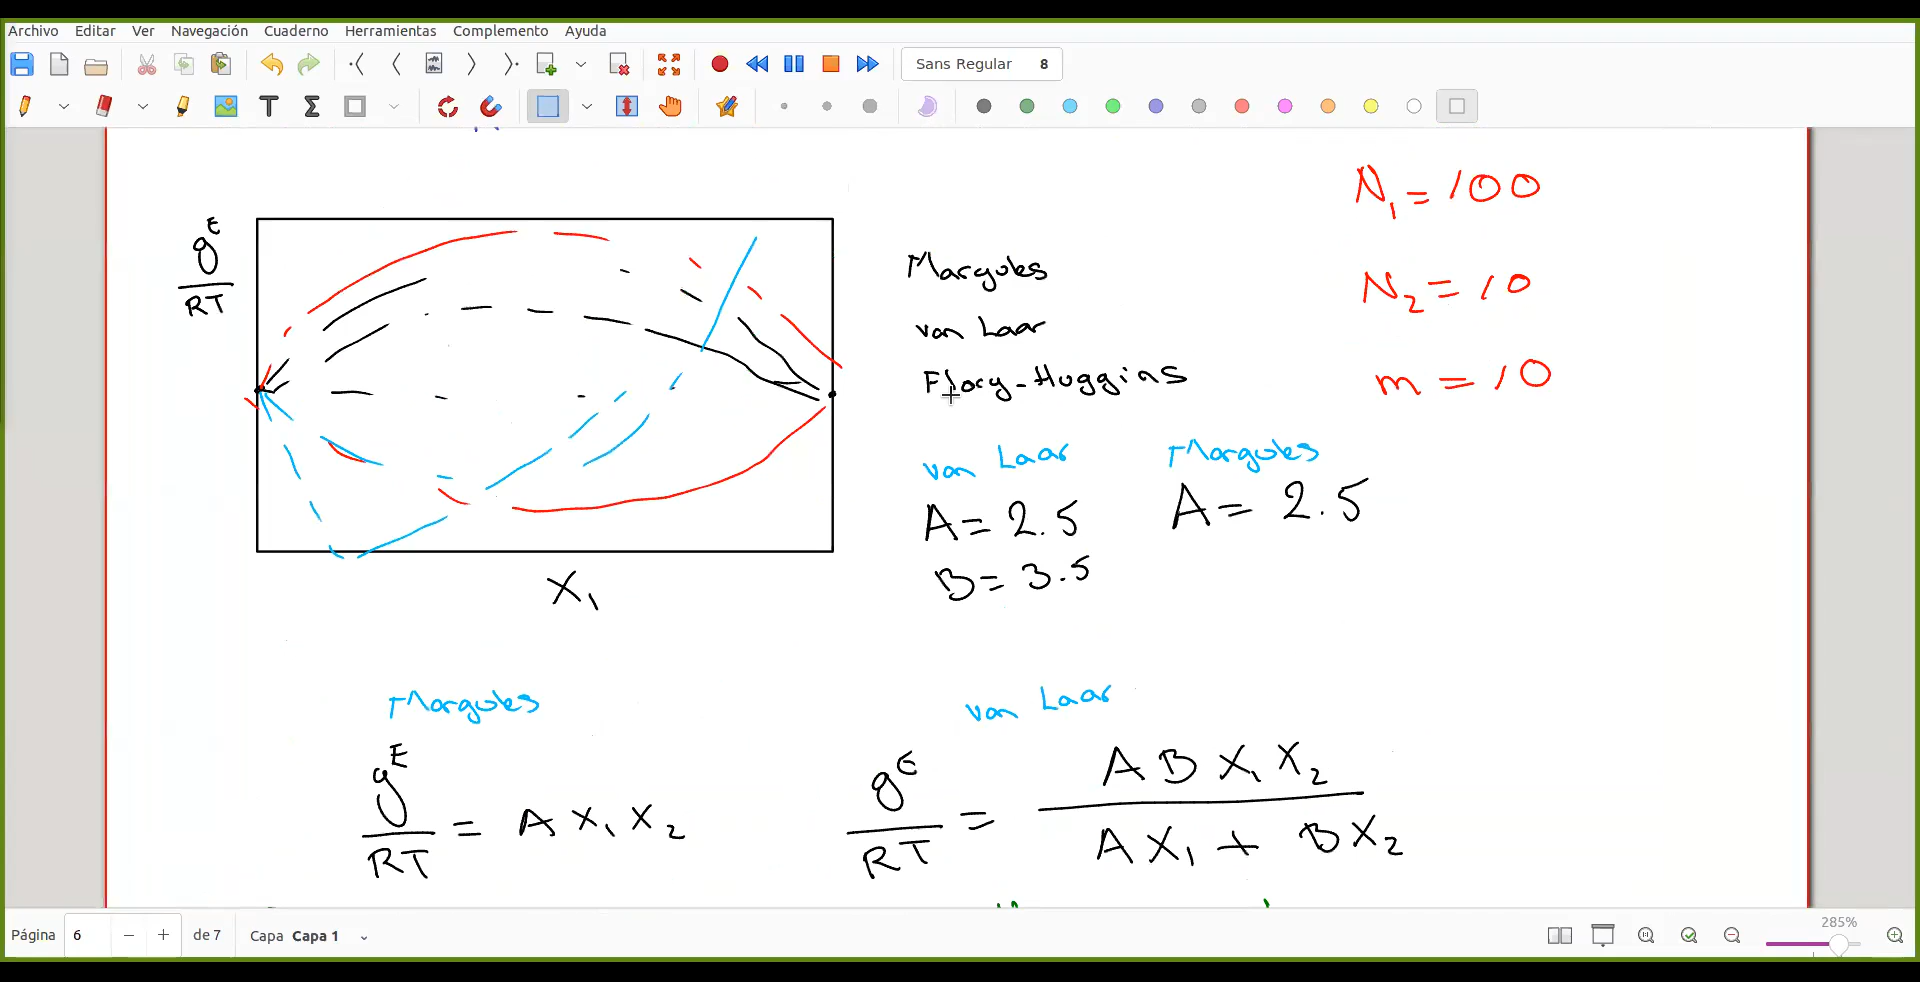 Archivo Editar Ver Navegación Cuaderno Herramientas Complemento Ayuda
Sans Regular 8
N1 = 100
N2 = 10
m = 10
g^E
RT
x1
Margules
van Laar
Flory-Huggins
van Laar
A = 2.5
B = 3.5
Margules
A = 2.5
Margules
g^E/RT = A x1 x2
van Laar
g^E/RT = A B x1 x2 / A x1 + B x2
Página 6 de 7 Capa Capa 1
285%